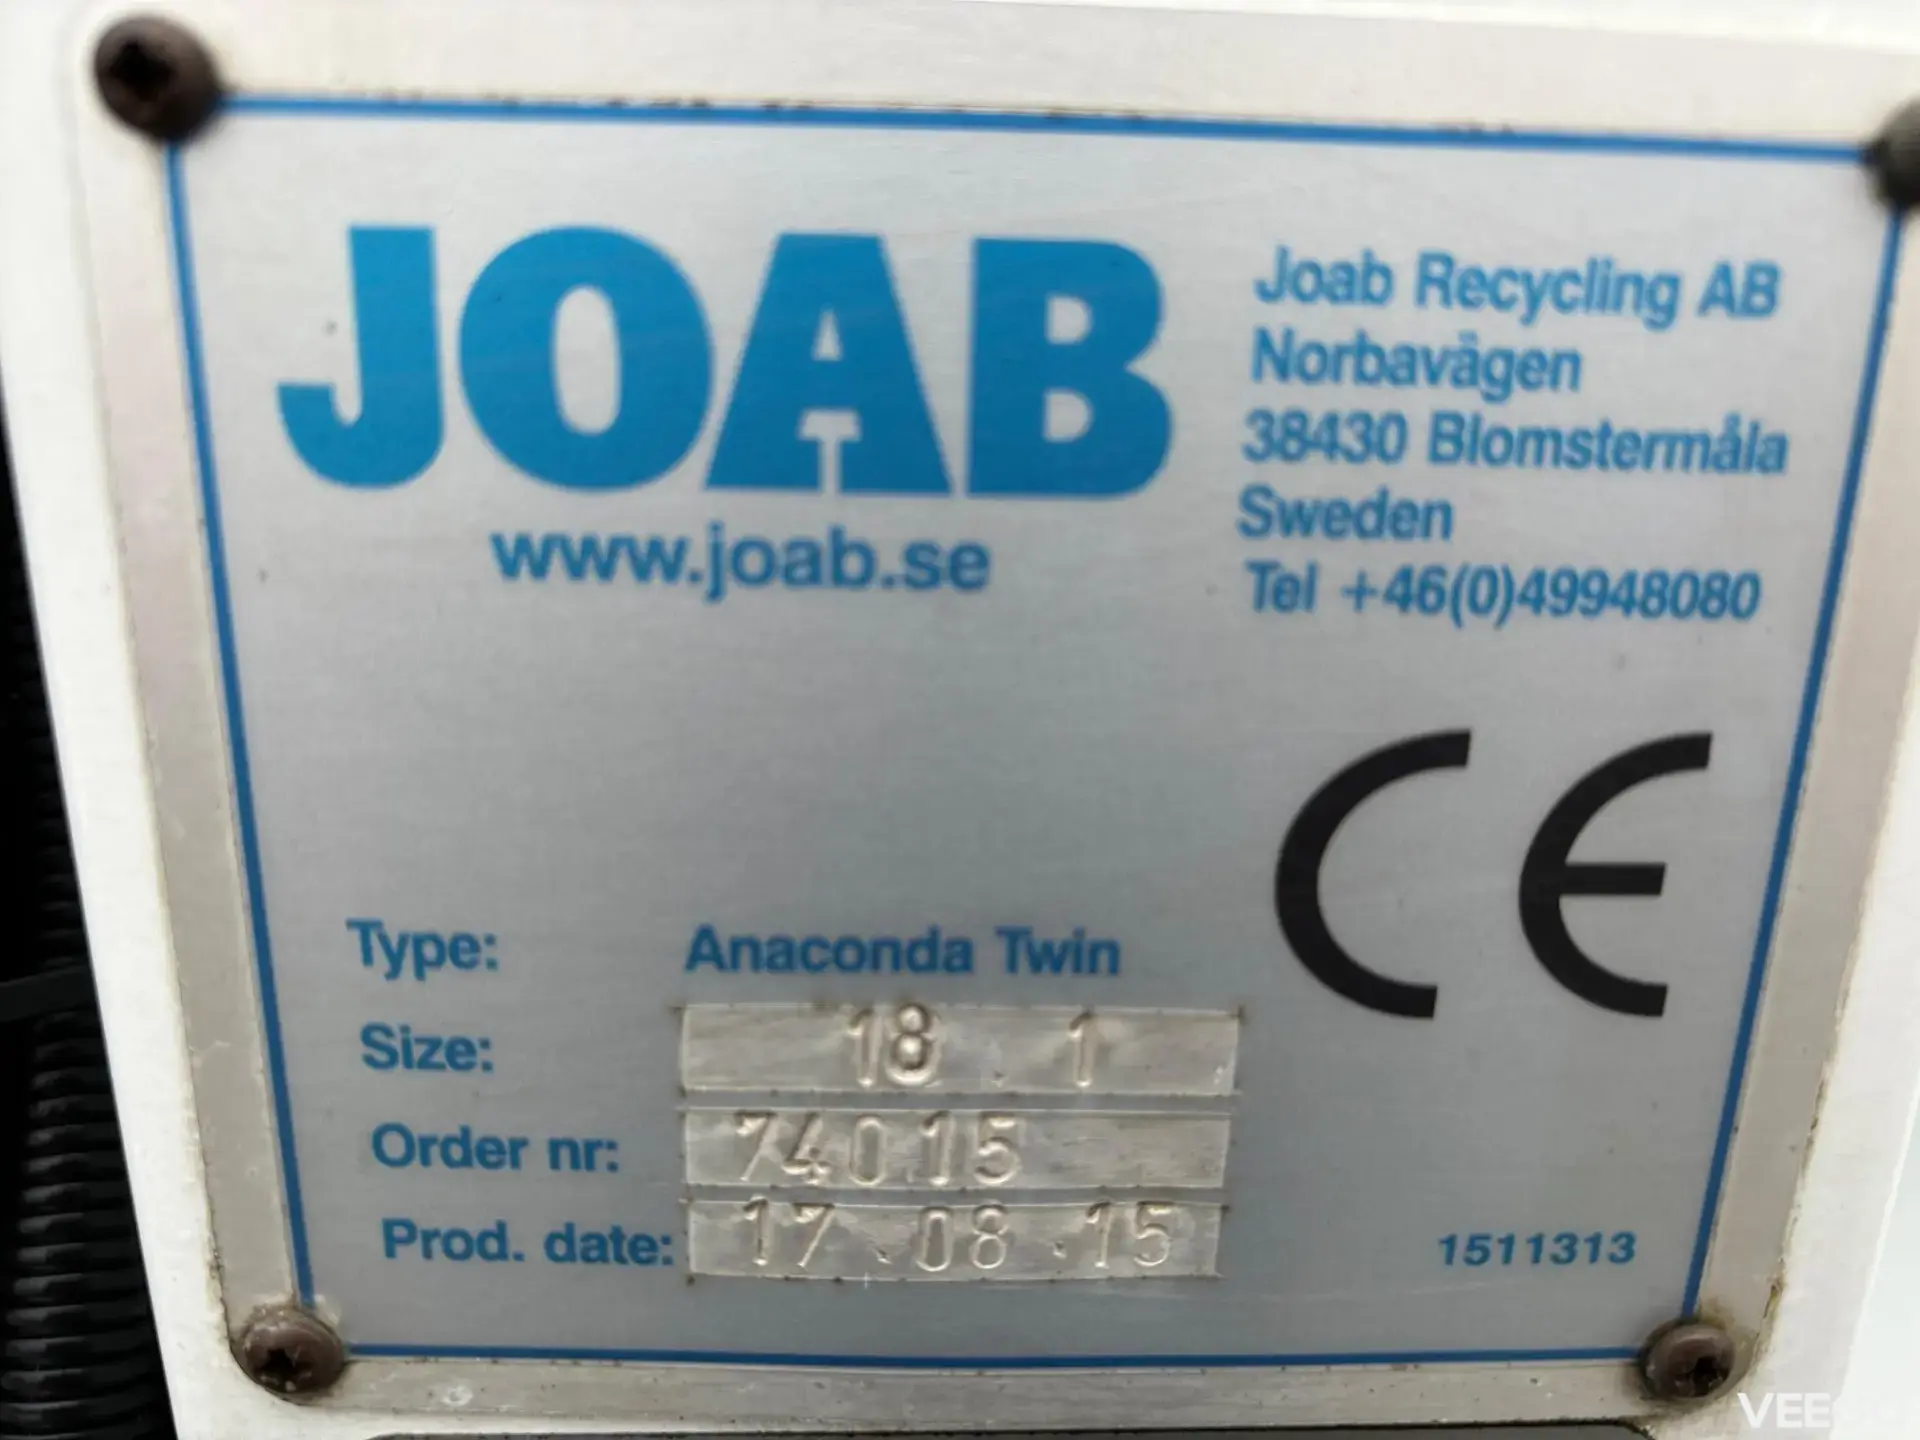 JOAB
www.joab.se
Joab Recycling AB
Norbavägen
38430 Blomstermåla
Sweden
Tel +46(0)49948080
CE
Type: Anaconda Twin
Size: 18.1
Order nr: 74015
Prod. date: 17.08.15
1511313